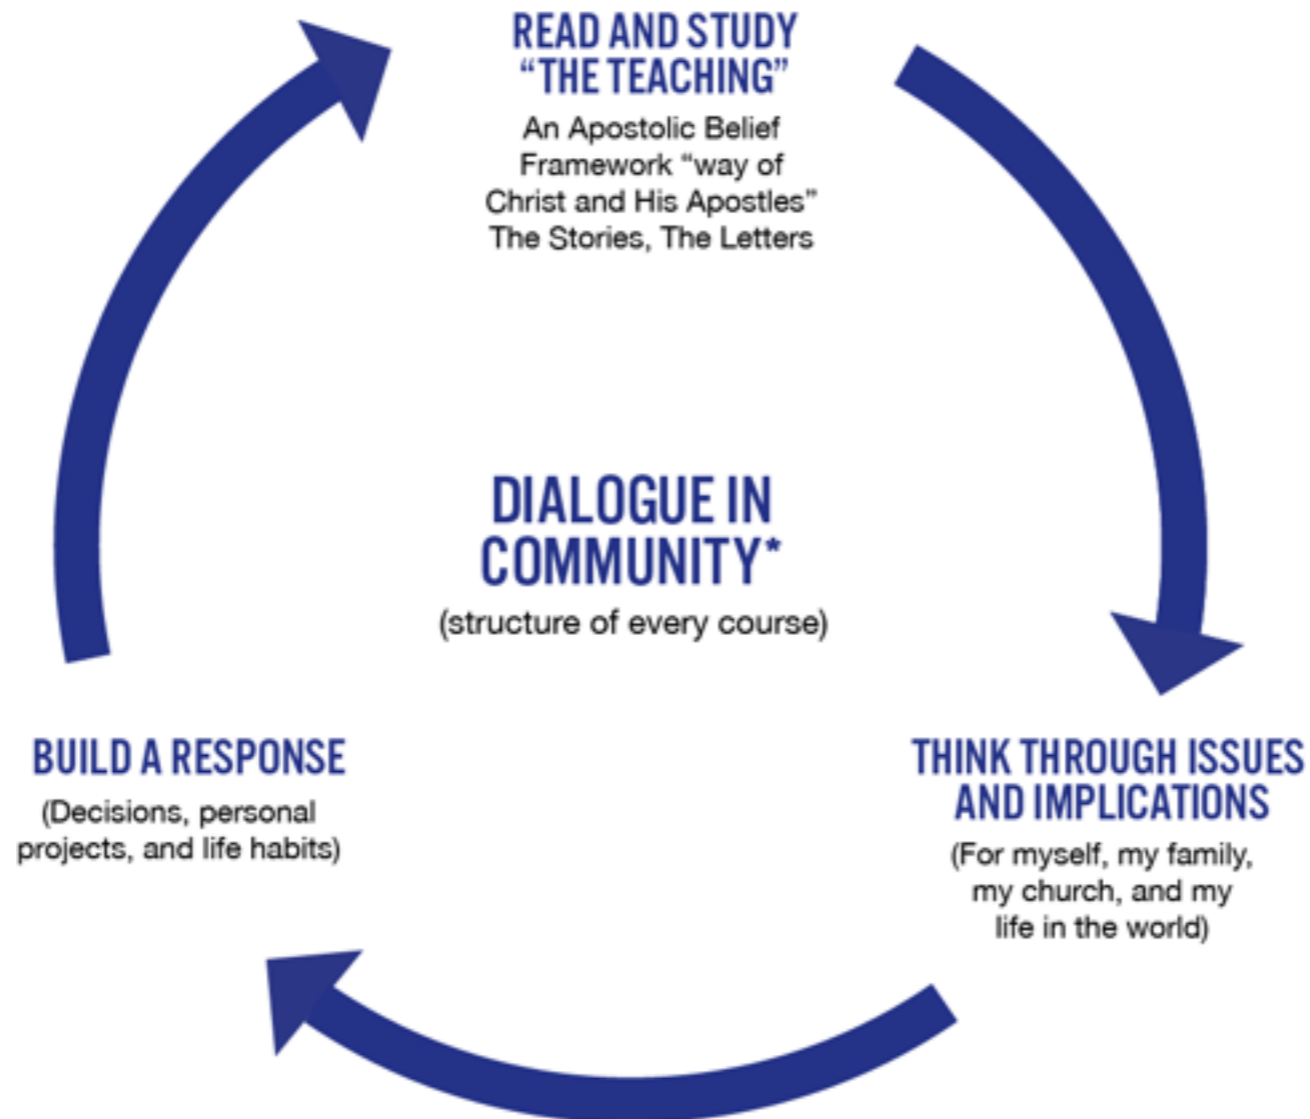 READ AND STUDY
“THE TEACHING”
An Apostolic Belief
Framework “way of
Christ and His Apostles”
The Stories, The Letters
DIALOGUE IN
COMMUNITY*
(structure of every course)
THINK THROUGH ISSUES
AND IMPLICATIONS
(For myself, my family,
my church, and my
life in the world)
BUILD A RESPONSE
(Decisions, personal
projects, and life habits)